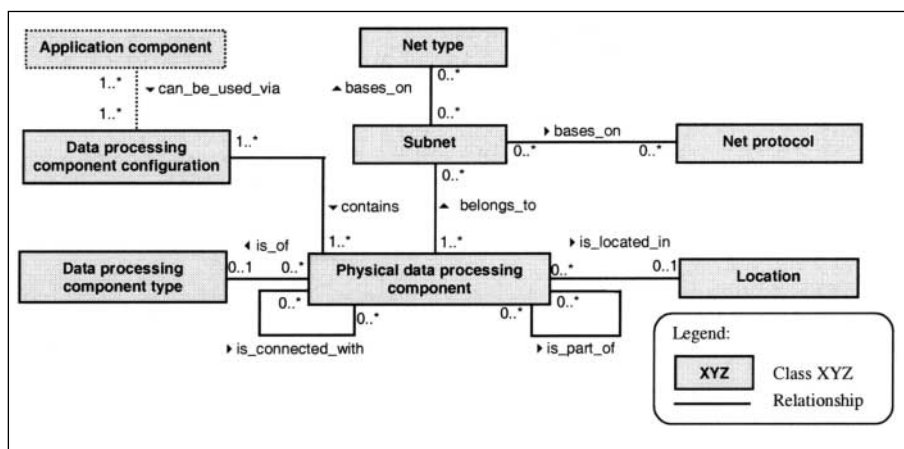 Application component
Net type
1..*
▾ can_be_used_via
0..*
▴ bases_on
1..*
0..*
Data processing
component configuration
1..*
Subnet
▸ bases_on
0..*
0..*
Net protocol
0..*
▾ contains
▴ belongs_to
◂ is_of
1..*
1..*
▸ is_located_in
Data processing
component type
0..1
0..*
Physical data processing
component
0..*
0..1
Location
0..*
0..*
0..*
0..*
▸ is_connected_with
▸ is_part_of
Legend:
XYZ
Class XYZ
Relationship